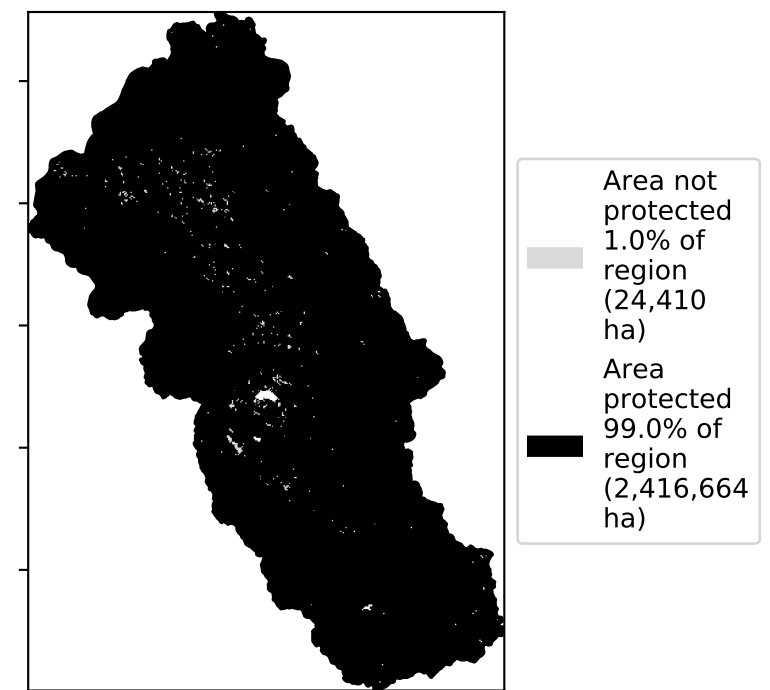 Area not
protected
1.0% of
region
(24,410
ha)
Area
protected
99.0% of
region
(2,416,664
ha)